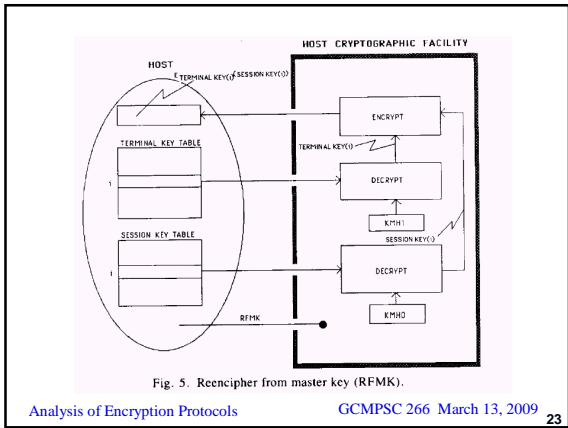 HOST CRYPTOGRAPHIC FACILITY
HOST
E TERMINAL KEY(i) (SESSION KEY(i))
ENCRYPT
TERMINAL KEY TABLE
TERMINAL KEY(i)
i
DECRYPT
KMH1
SESSION KEY TABLE
SESSION KEY(i)
i
DECRYPT
KMH0
RFMK
Fig. 5. Reencipher from master key (RFMK).
Analysis of Encryption Protocols
GCMPSC 266 March 13, 2009
23